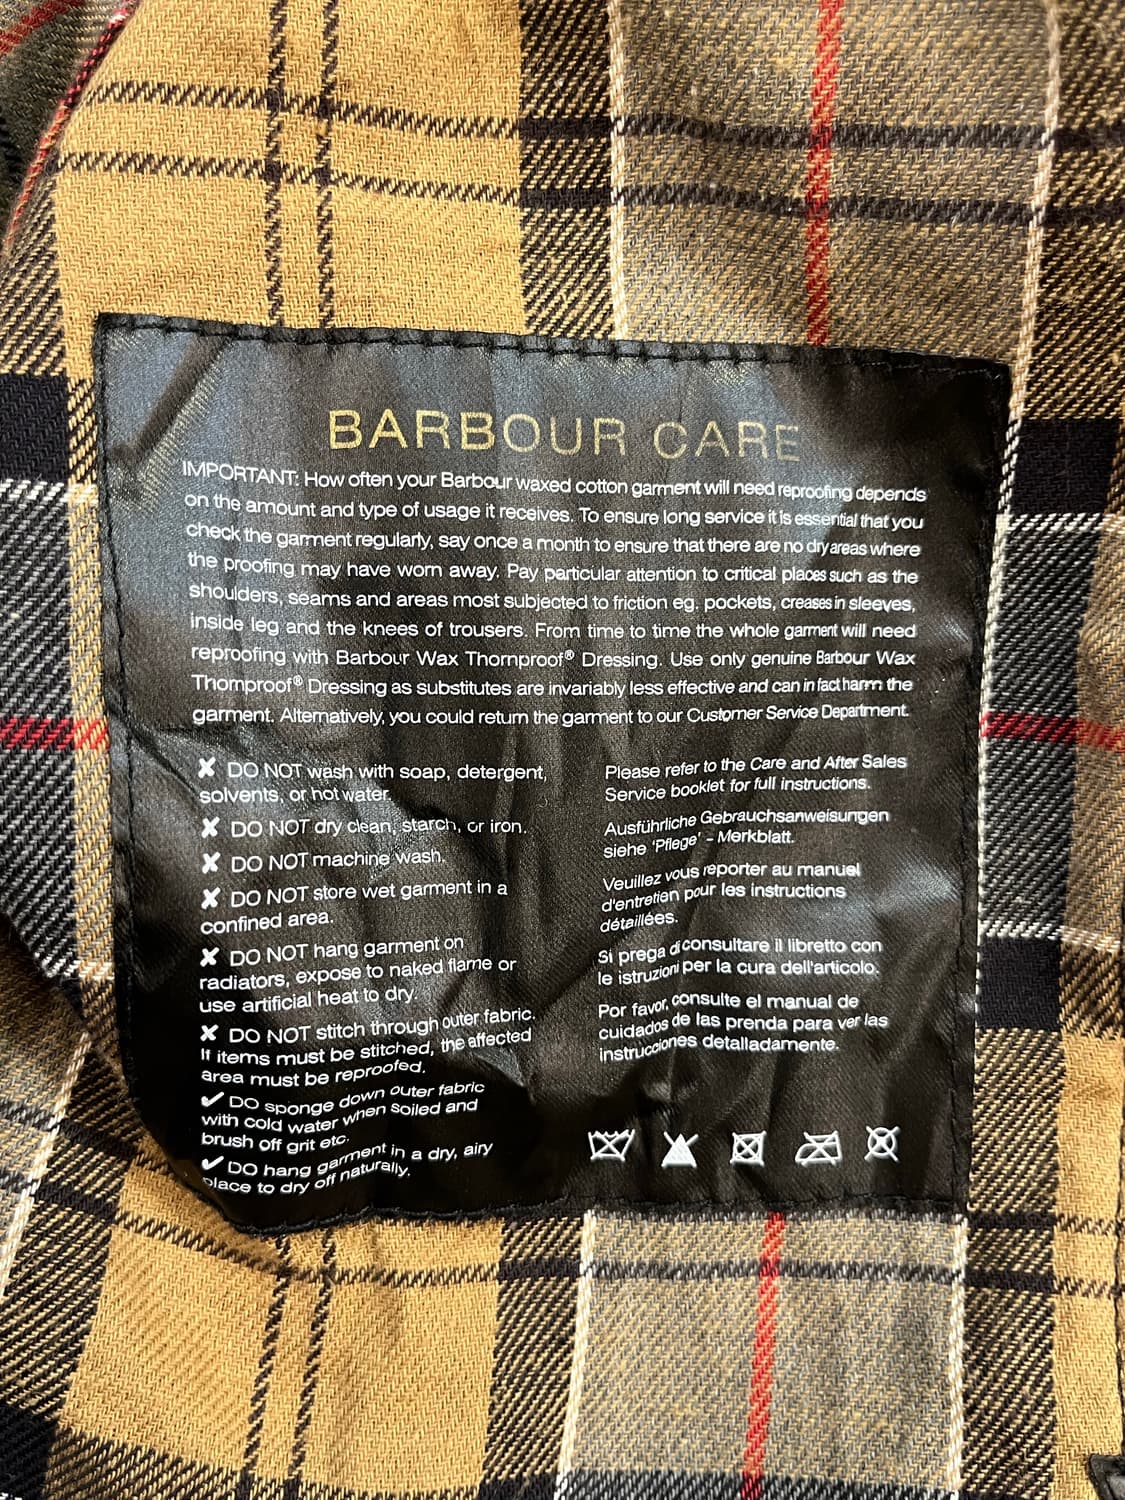 BARBOUR CARE
IMPORTANT: How often your Barbour waxed cotton garment will need reproofing depends
on the amount and type of usage it receives. To ensure long service it is essential that you
check the garment regularly, say once a month to ensure that there are no dry areas where
the proofing may have worn away. Pay particular attention to critical places such as the
shoulders, seams and areas most subjected to friction eg. pockets, creases in sleeves,
inside leg and the knees of trousers. From time to time the whole garment will need
reproofing with Barbour Wax Thornproof® Dressing. Use only genuine Barbour Wax
Thornproof® Dressing as substitutes are invariably less effective and can in fact harm the
garment. Alternatively, you could return the garment to our Customer Service Department.
✘ DO NOT wash with soap, detergent,
solvents, or hot water.
✘ DO NOT dry clean, starch, or iron.
✘ DO NOT machine wash.
✘ DO NOT store wet garment in a
confined area.
✘ DO NOT hang garment on
radiators, expose to naked flame or
use artificial heat to dry.
✘ DO NOT stitch through outer fabric.
If items must be stitched, the affected
area must be reproofed.
✔ DO sponge down outer fabric
with cold water when soiled and
brush off grit etc.
✔ DO hang garment in a dry, airy
place to dry off naturally.
Please refer to the Care and After Sales
Service booklet for full instructions.
Ausführliche Gebrauchsanweisungen
siehe 'Pflege' - Merkblatt.
Veuillez vous reporter au manuel
d'entretien pour les instructions
détaillées.
Si prega di consultare il libretto con
le istruzioni per la cura dell'articolo.
Por favor, consulte el manual de
cuidados de las prenda para ver las
instrucciones detalladamente.